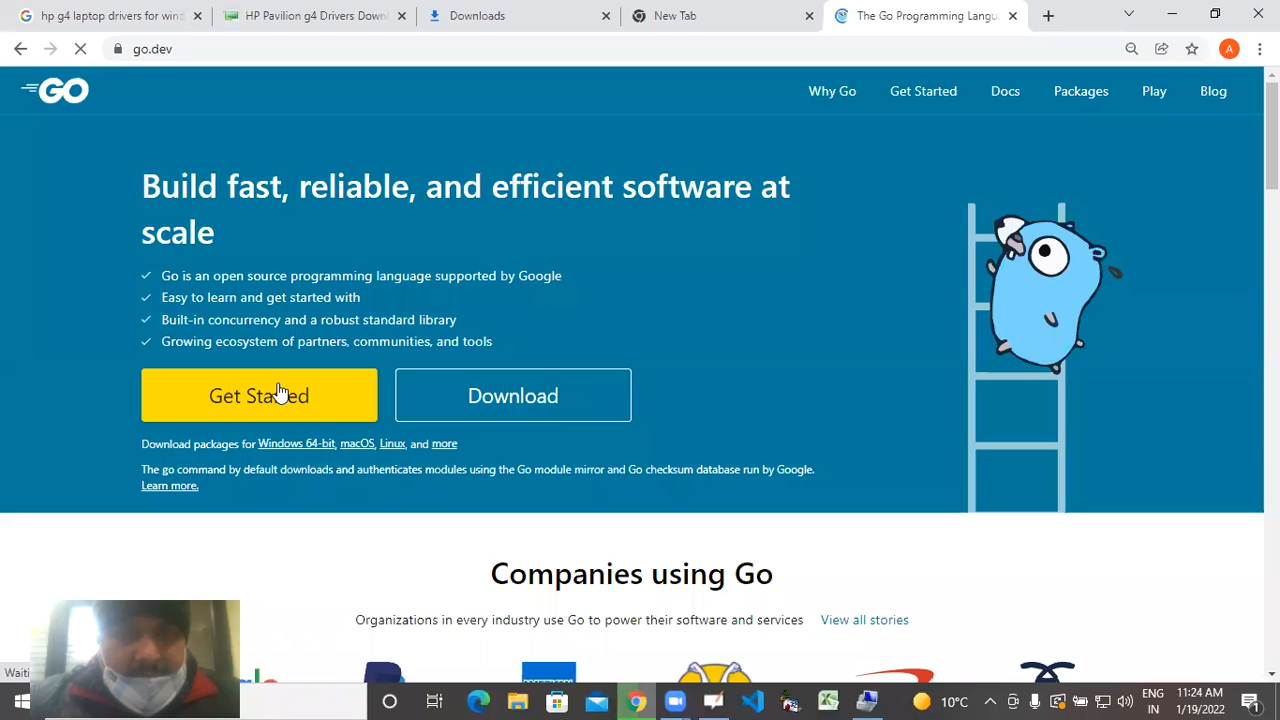 hp g4 laptop drivers for wind
HP Pavilion g4 Drivers Down
Downloads
New Tab
The Go Programming Langu
go.dev
GO
Why Go
Get Started
Docs
Packages
Play
Blog
Build fast, reliable, and efficient software at
scale
Go is an open source programming language supported by Google
Easy to learn and get started with
Built-in concurrency and a robust standard library
Growing ecosystem of partners, communities, and tools
Get Started
Download
Download packages for Windows 64-bit, macOS, Linux, and more
The go command by default downloads and authenticates modules using the Go module mirror and Go checksum database run by Google.
Learn more.
Companies using Go
Organizations in every industry use Go to power their software and services View all stories
10°C
ENG
IN
11:24 AM
1/19/2022